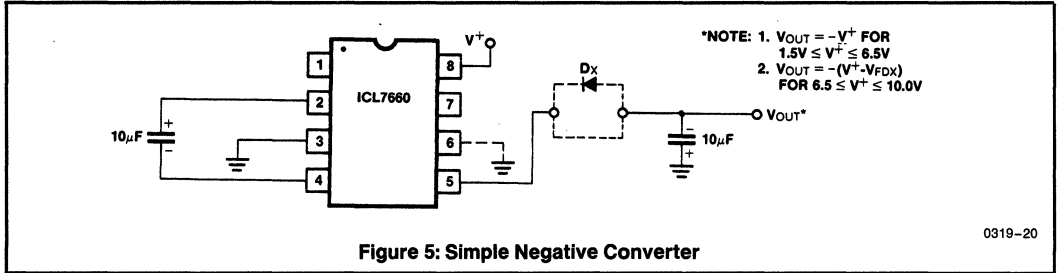 *NOTE: 1. VOUT = -V+ FOR
1.5V ≤ V+ ≤ 6.5V
2. VOUT = -(V+-VFDX)
FOR 6.5 ≤ V+ ≤ 10.0V
V+
1
8
DX
ICL7660
2
7
+
10μF
-
3
6
VOUT*
-
10μF
+
4
5
0319-20
Figure 5: Simple Negative Converter